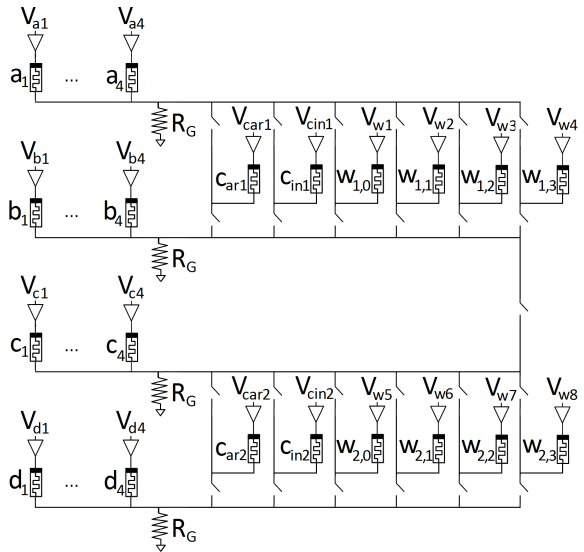 Va1 Va4
a1 ... a4
RG
Vcar1 Vcin1 Vw1 Vw2 Vw3 Vw4
Vb1 Vb4
car1 cin1 w1,0 w1,1 w1,2 w1,3
b1 ... b4
RG
Vc1 Vc4
c1 ... c4
RG
Vcar2 Vcin2 Vw5 Vw6 Vw7 Vw8
Vd1 Vd4
car2 cin2 w2,0 w2,1 w2,2 w2,3
d1 ... d4
RG